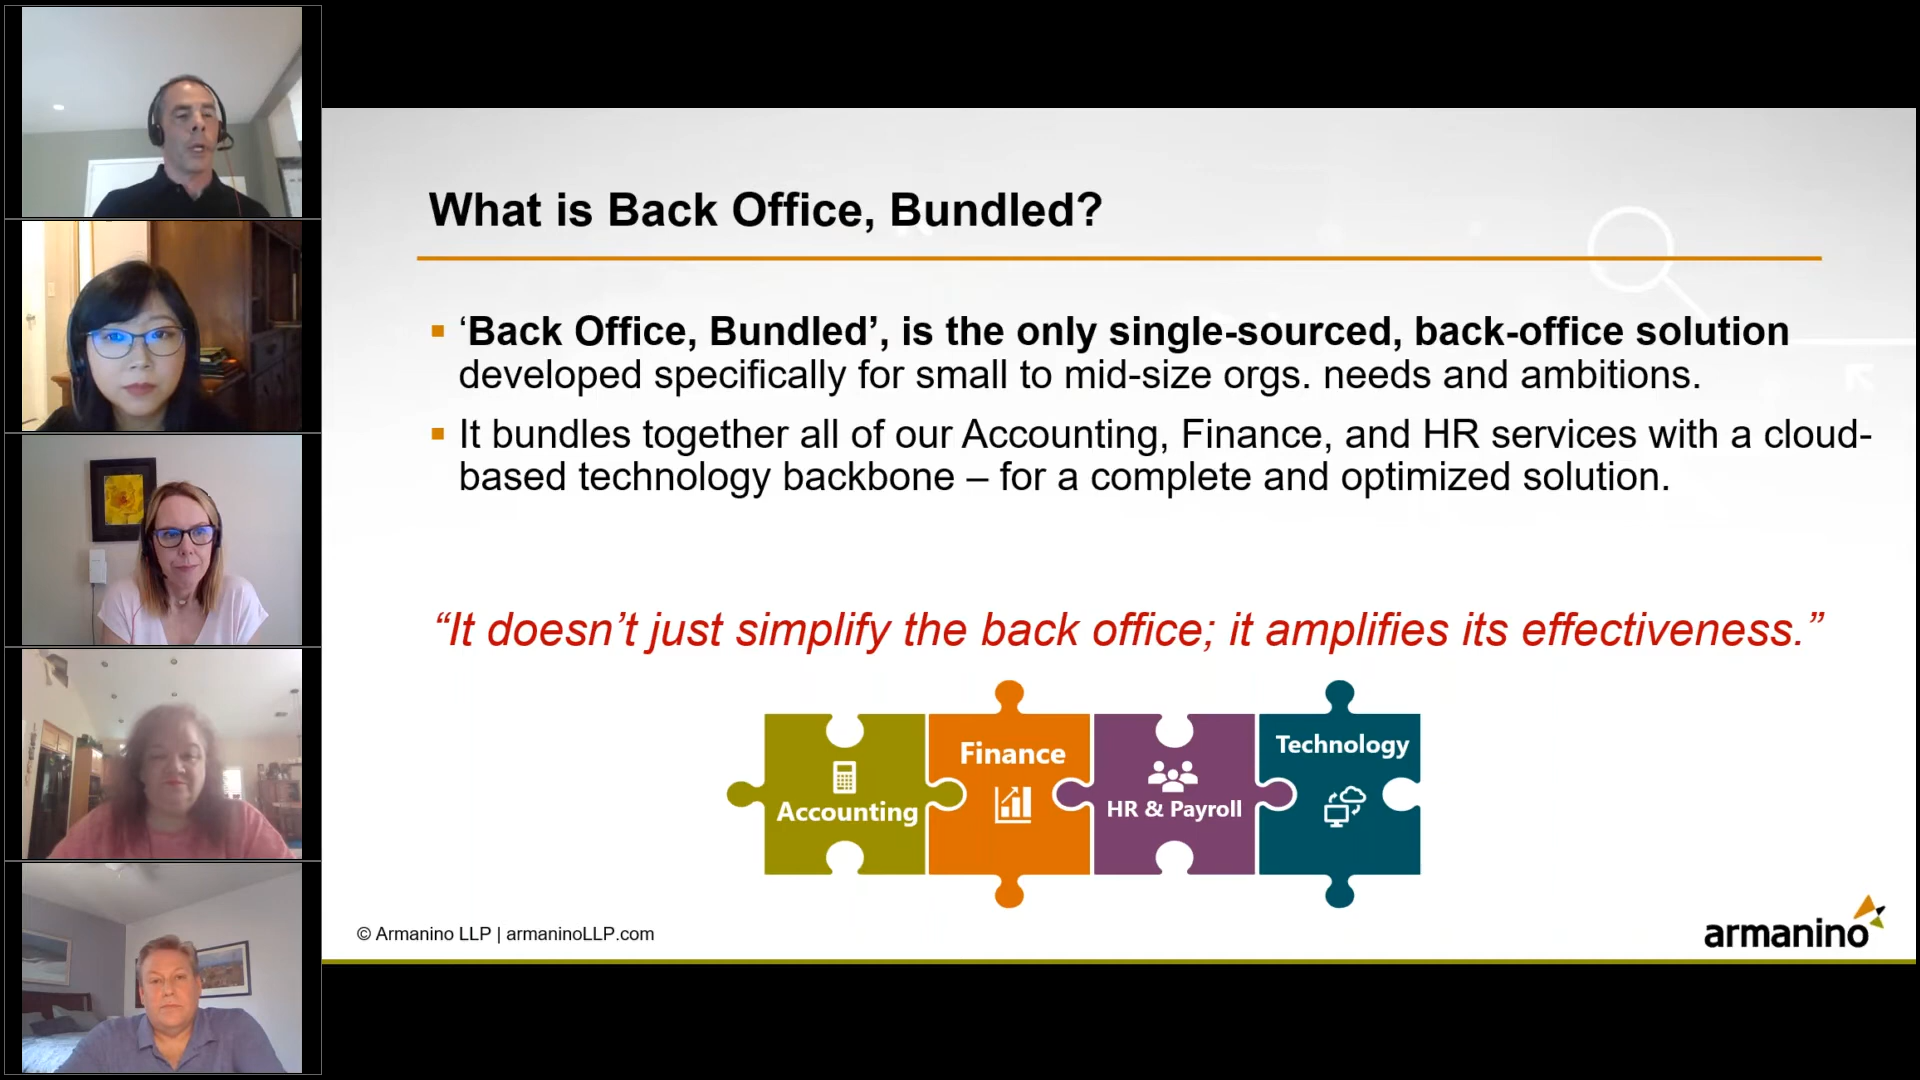 What is Back Office, Bundled?
‘Back Office, Bundled’, is the only single-sourced, back-office solution
developed specifically for small to mid-size orgs. needs and ambitions.
It bundles together all of our Accounting, Finance, and HR services with a cloud-
based technology backbone – for a complete and optimized solution.
“It doesn’t just simplify the back office; it amplifies its effectiveness.”
Accounting
Finance
HR & Payroll
Technology
© Armanino LLP | armaninoLLP.com
armanino